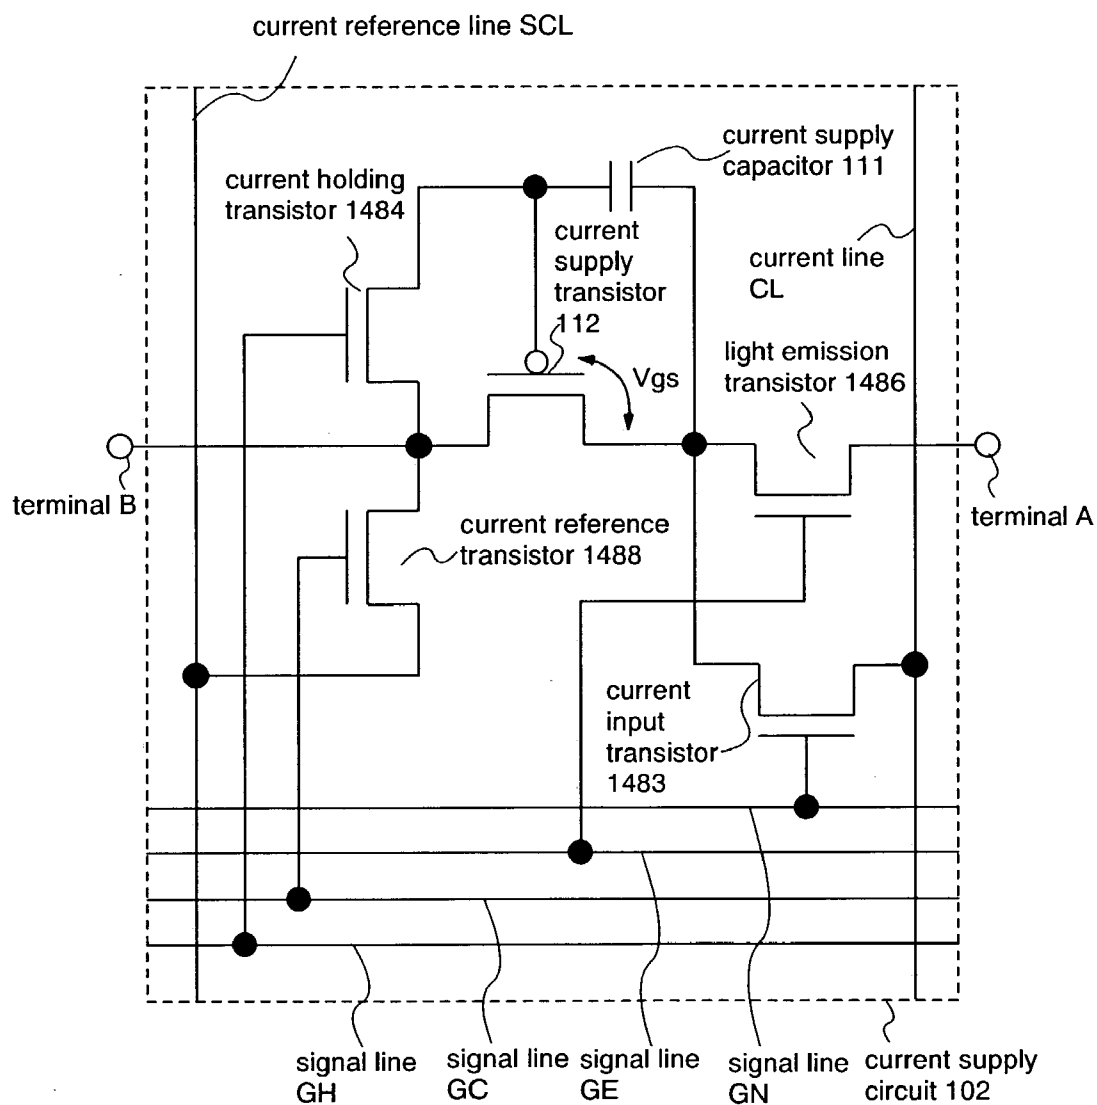 current reference line SCL
current supply
capacitor 111
current holding
transistor 1484
current
supply
transistor
112
current line
CL
light emission
transistor 1486
Vgs
terminal B
terminal A
current reference
transistor 1488
current
input
transistor
1483
signal line
GH
signal line
GC
signal line
GE
signal line
GN
current supply
circuit 102